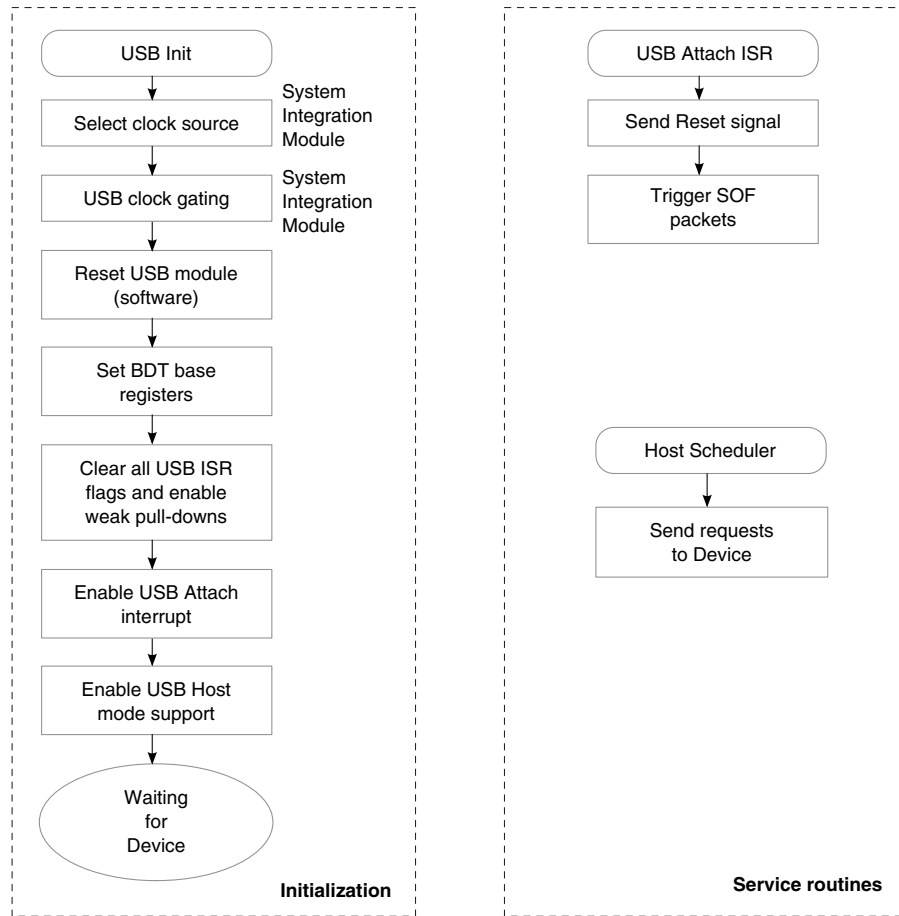 USB Init
Select clock source
System
Integration
Module
USB clock gating
System
Integration
Module
Reset USB module
(software)
Set BDT base
registers
Clear all USB ISR
flags and enable
weak pull-downs
Enable USB Attach
interrupt
Enable USB Host
mode support
Waiting
for
Device
Initialization
USB Attach ISR
Send Reset signal
Trigger SOF
packets
Host Scheduler
Send requests
to Device
Service routines